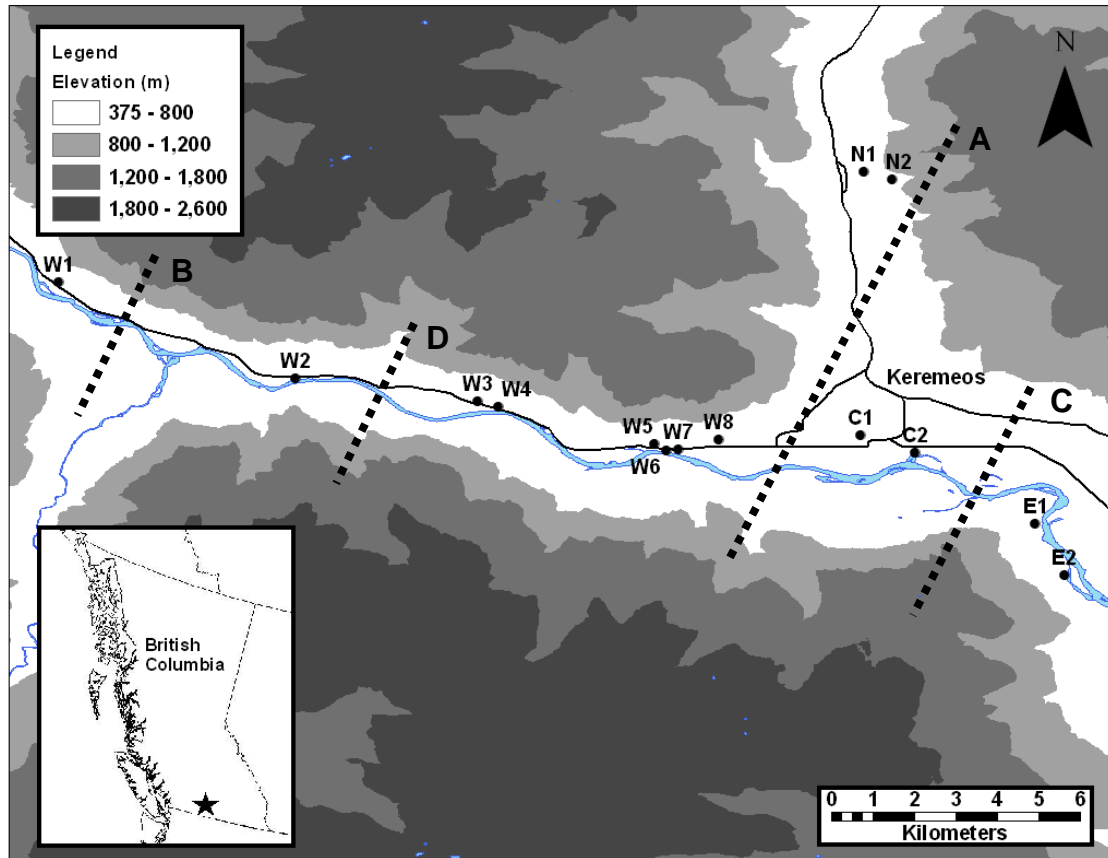 Legend
Elevation (m)
375 - 800
800 - 1,200
1,200 - 1,800
1,800 - 2,600
N
A
N1
N2
W1
B
D
W2
W3
W4
Keremeos
C
W5
W7
W8
W6
C1
C2
E1
E2
British
Columbia
0 1 2 3 4 5 6
Kilometers